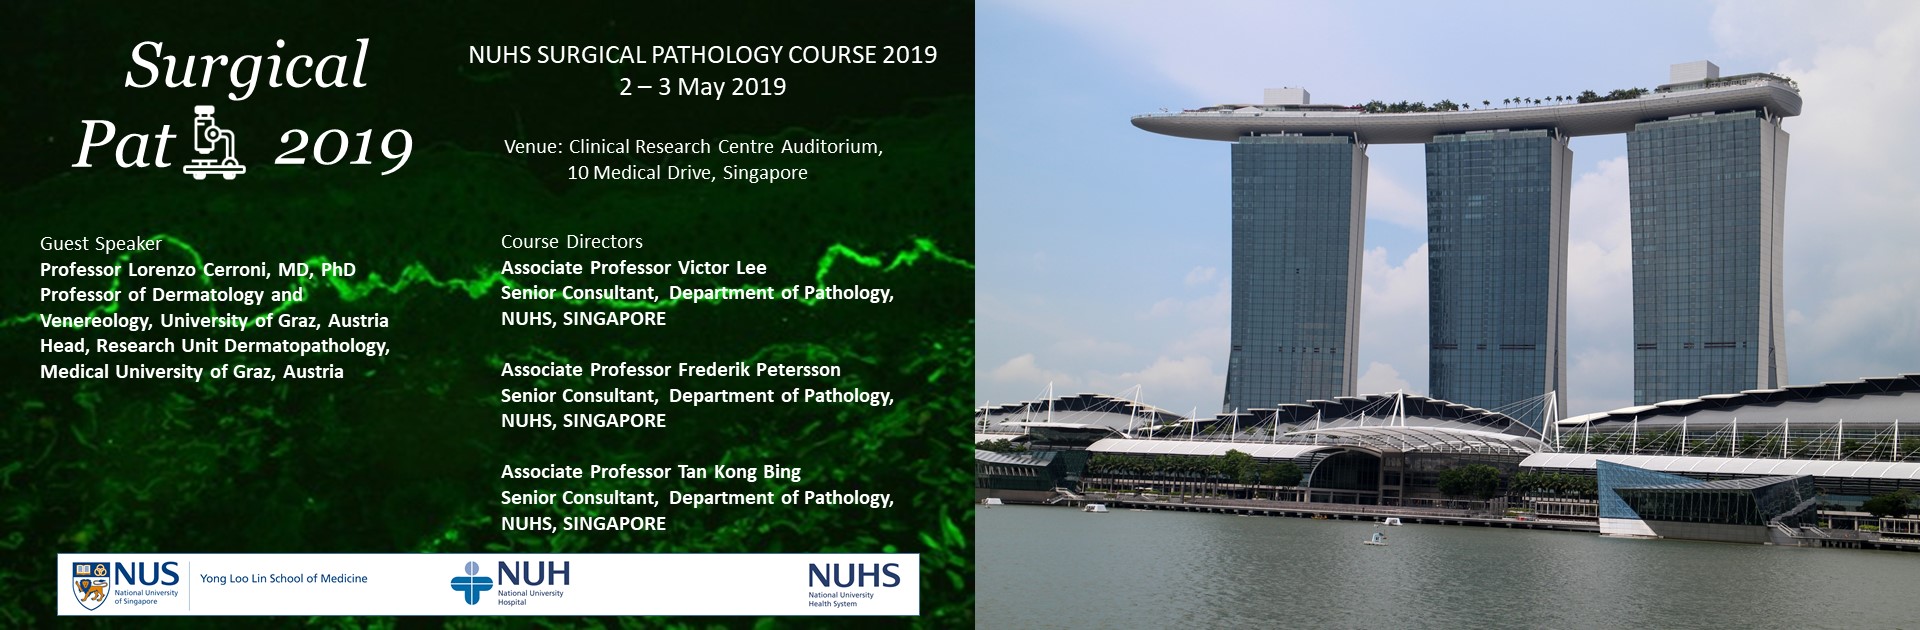 Surgical
Pat 2019
NUHS SURGICAL PATHOLOGY COURSE 2019
2 – 3 May 2019
Venue: Clinical Research Centre Auditorium,
10 Medical Drive, Singapore
Guest Speaker
Professor Lorenzo Cerroni, MD, PhD
Professor of Dermatology and
Venereology, University of Graz, Austria
Head, Research Unit Dermatopathology,
Medical University of Graz, Austria
Course Directors
Associate Professor Victor Lee
Senior Consultant, Department of Pathology,
NUHS, SINGAPORE
Associate Professor Frederik Petersson
Senior Consultant, Department of Pathology,
NUHS, SINGAPORE
Associate Professor Tan Kong Bing
Senior Consultant, Department of Pathology,
NUHS, SINGAPORE
NUS
National University
of Singapore
Yong Loo Lin School of Medicine
NUH
National University
Hospital
NUHS
National University
Health System